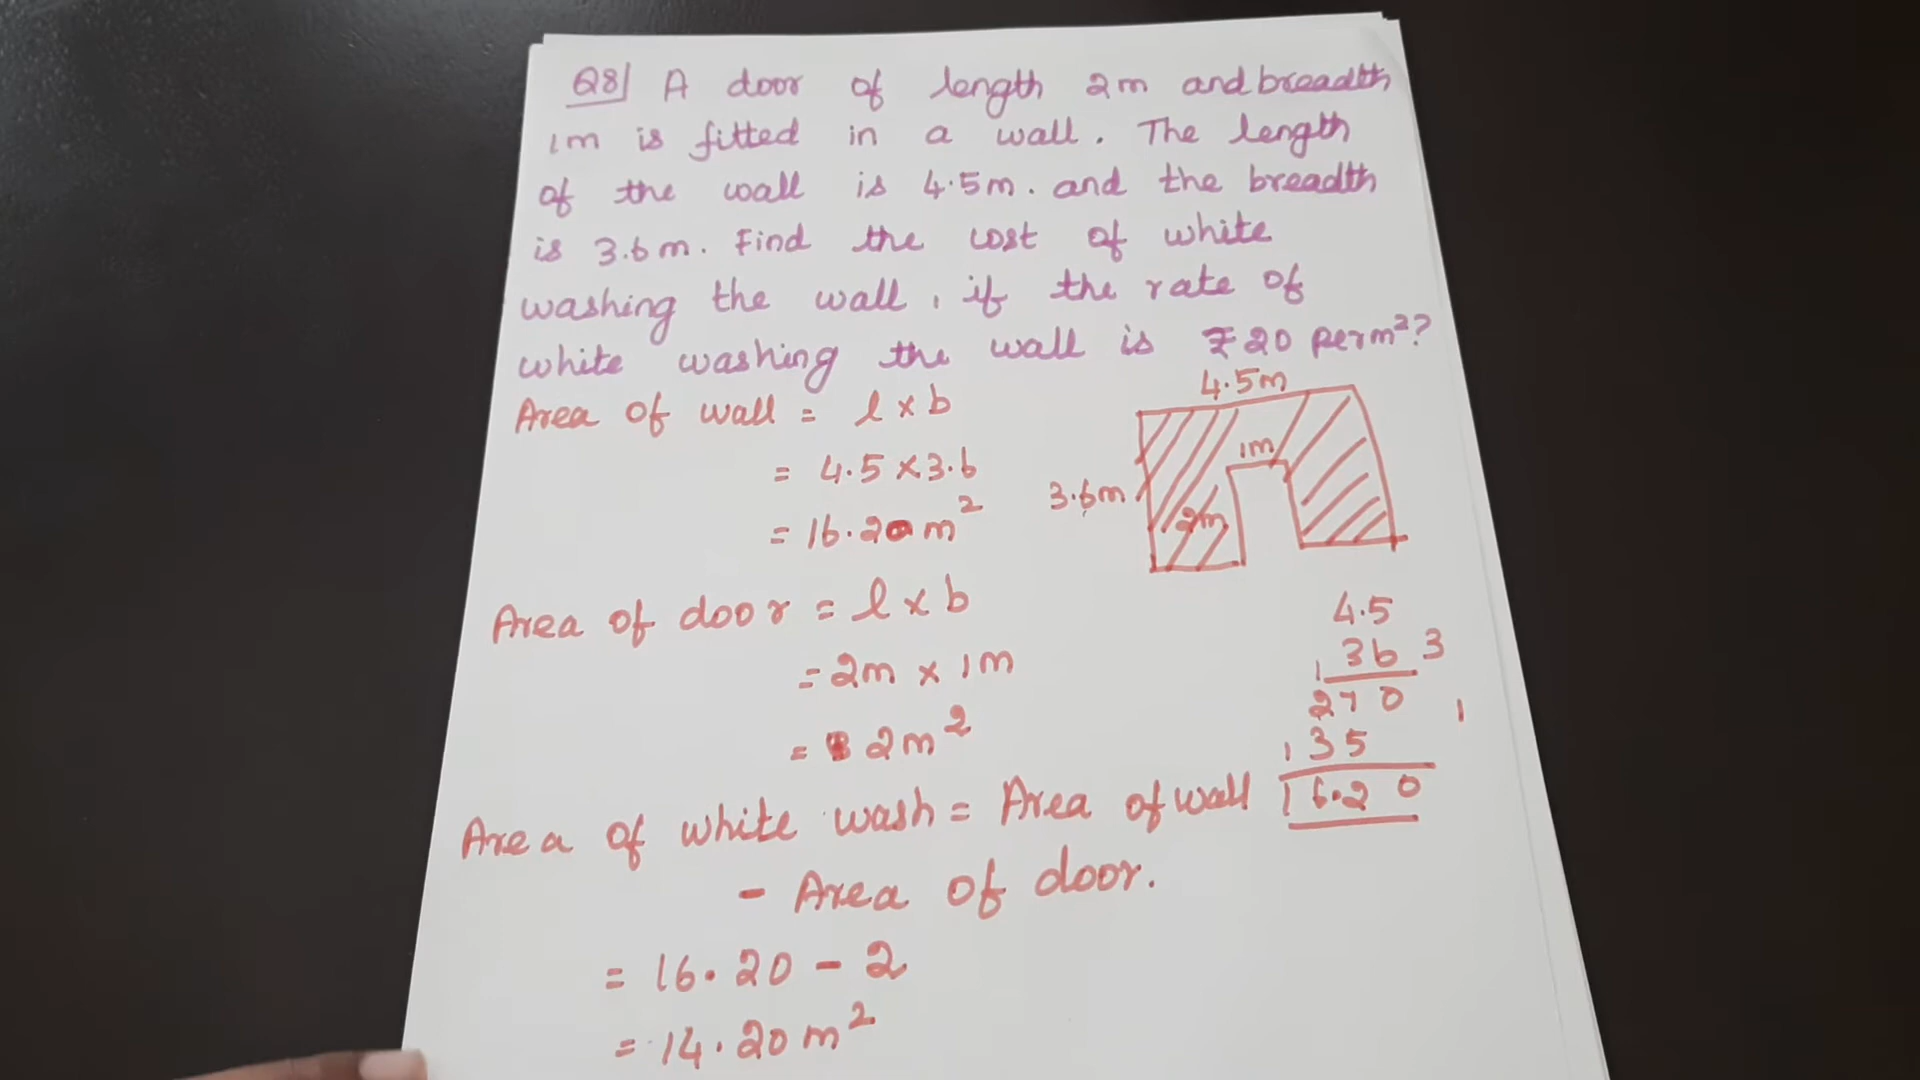 Q8| A door of length 2m and breadth
1m is fitted in a wall. The length
of the wall is 4.5m. and the breadth
is 3.6m. Find the cost of white
washing the wall, if the rate of
white washing the wall is ₹20 per m²?
Area of wall = l × b
= 4.5 × 3.6
= 16.20 m²
4.5m
1m
3.6m
2m
Area of door = l × b
= 2m × 1m
= 2m²
4.5
36 3
1
270 1
135
16.20
Area of white wash = Area of wall
- Area of door.
= 16.20 - 2
= 14.20 m²